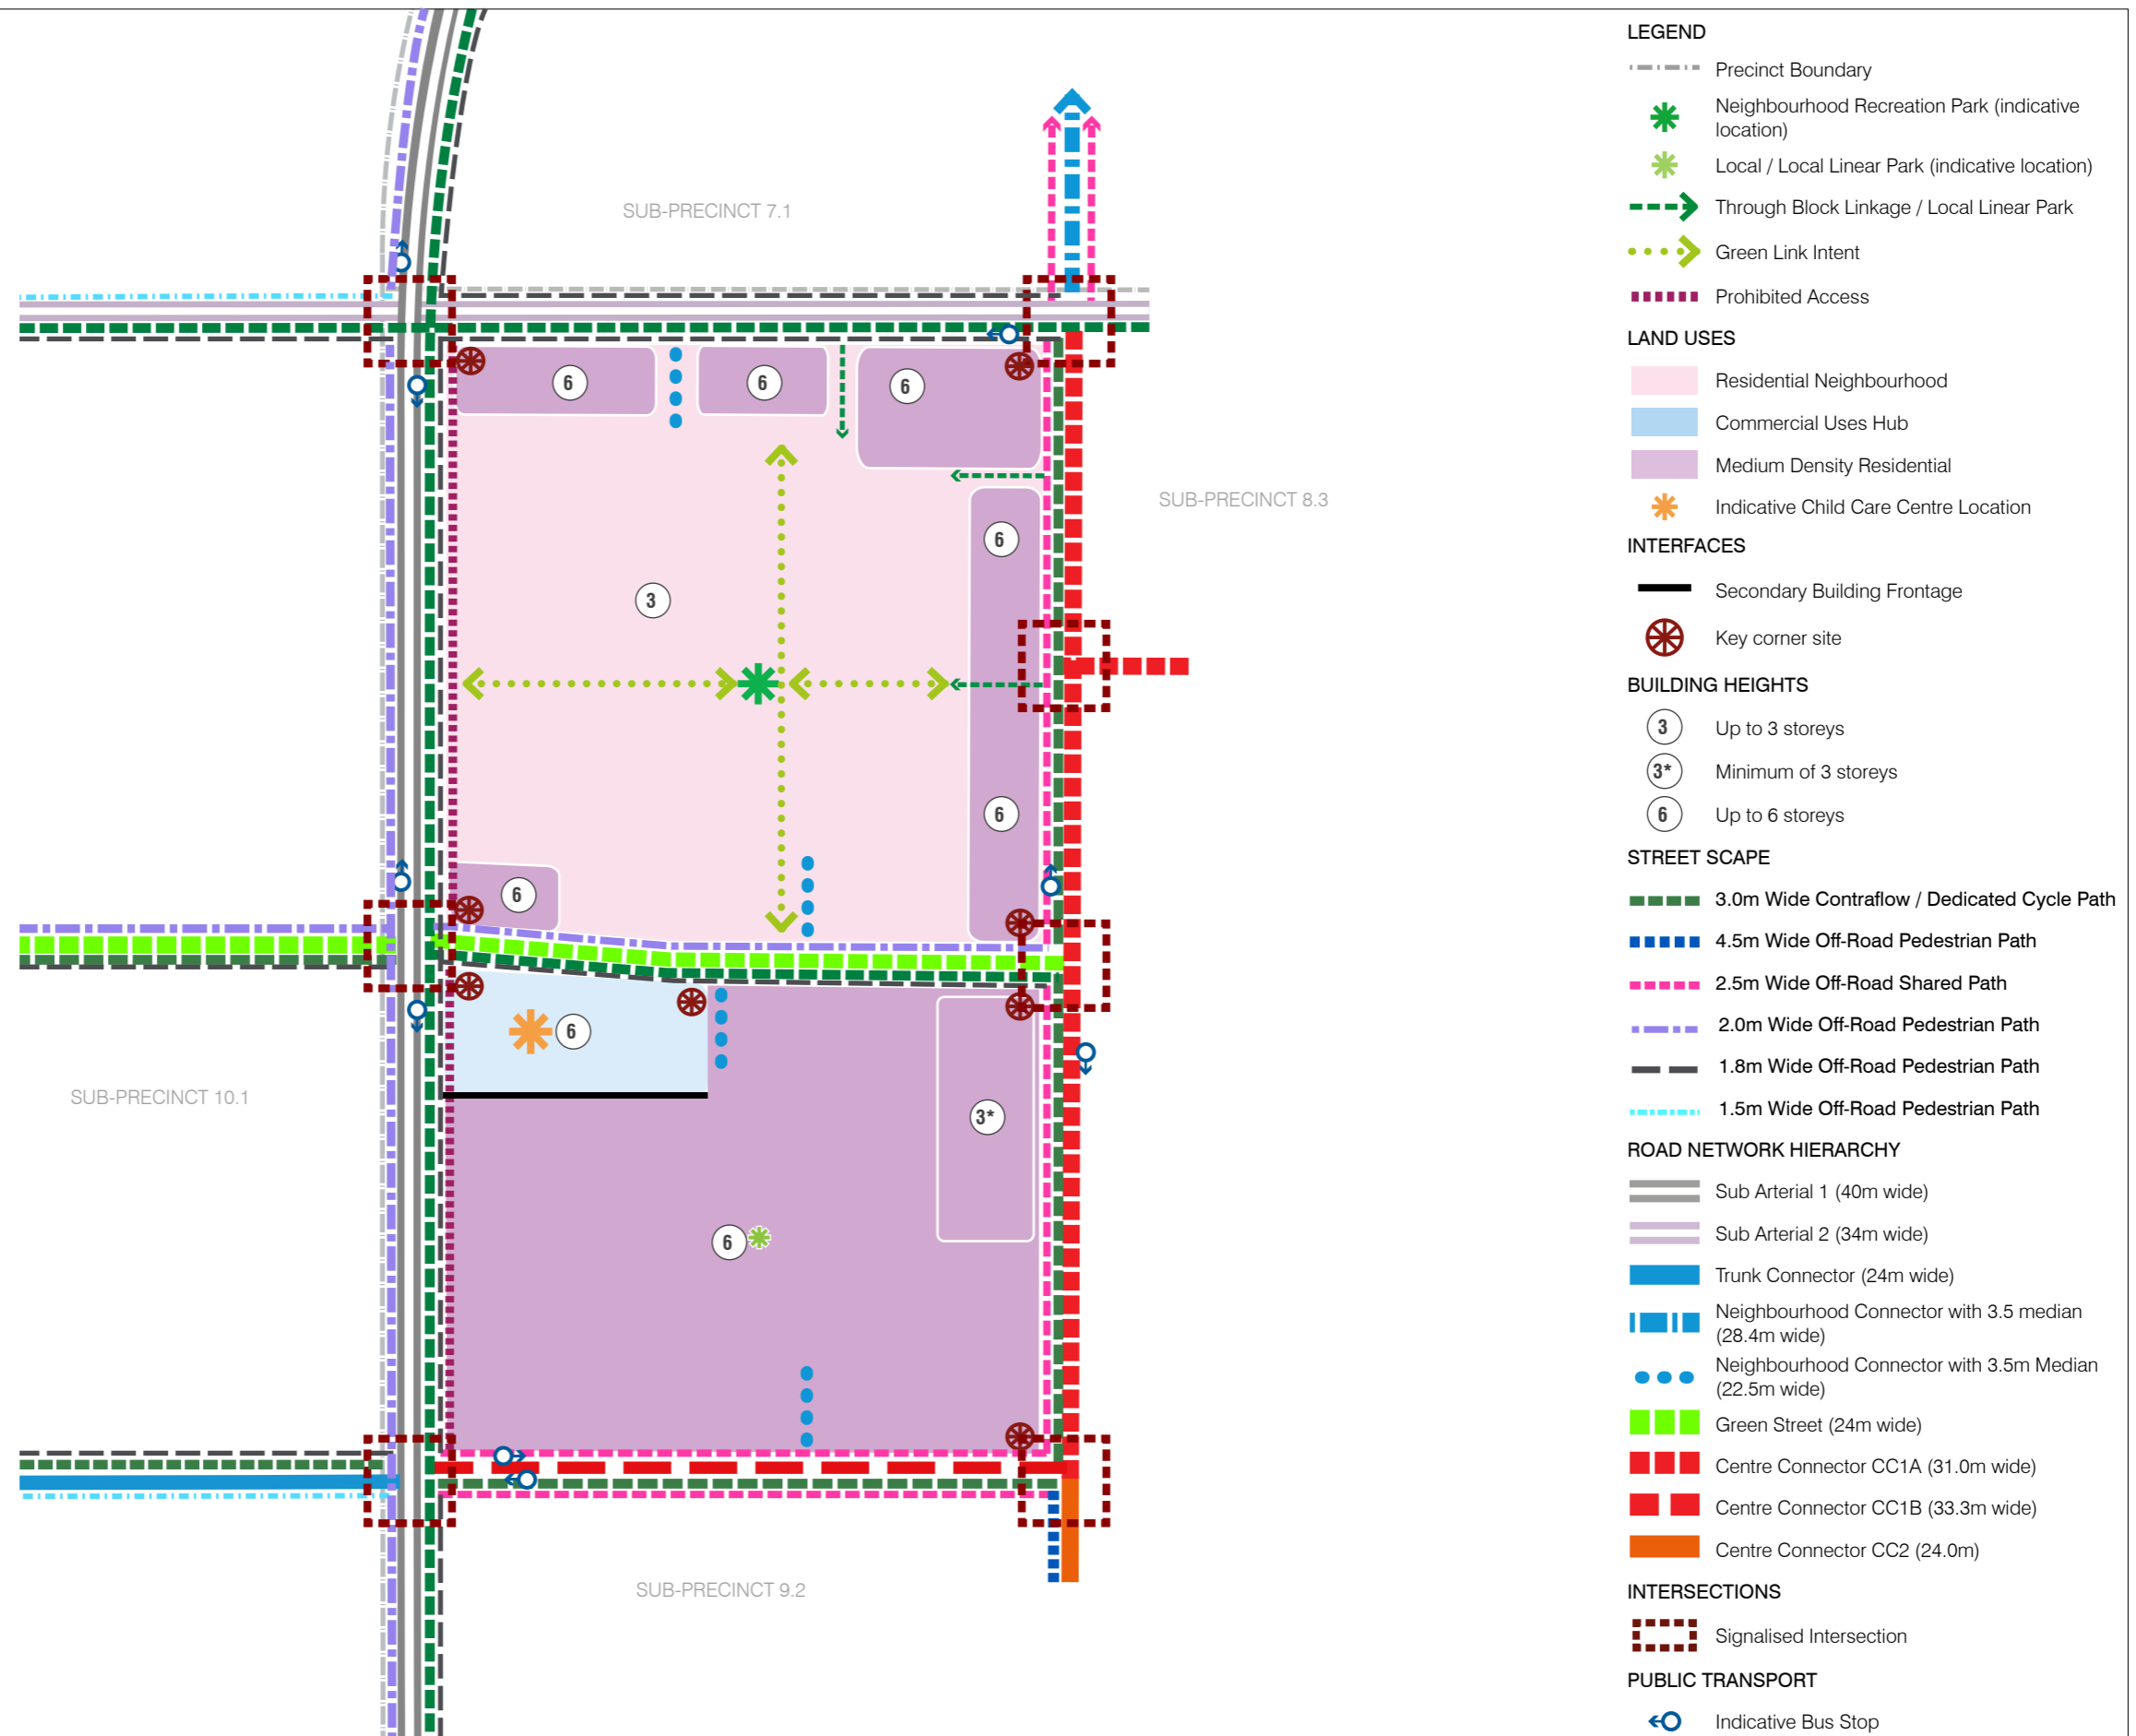 SUB-PRECINCT 7.1
6
6
6
SUB-PRECINCT 8.3
6
3
6
6
6
SUB-PRECINCT 10.1
3*
6
SUB-PRECINCT 9.2
LEGEND
Precinct Boundary
Neighbourhood Recreation Park (indicative
location)
Local / Local Linear Park (indicative location)
Through Block Linkage / Local Linear Park
Green Link Intent
Prohibited Access
LAND USES
Residential Neighbourhood
Commercial Uses Hub
Medium Density Residential
Indicative Child Care Centre Location
INTERFACES
Secondary Building Frontage
Key corner site
BUILDING HEIGHTS
3 Up to 3 storeys
3* Minimum of 3 storeys
6 Up to 6 storeys
STREET SCAPE
3.0m Wide Contraflow / Dedicated Cycle Path
4.5m Wide Off-Road Pedestrian Path
2.5m Wide Off-Road Shared Path
2.0m Wide Off-Road Pedestrian Path
1.8m Wide Off-Road Pedestrian Path
1.5m Wide Off-Road Pedestrian Path
ROAD NETWORK HIERARCHY
Sub Arterial 1 (40m wide)
Sub Arterial 2 (34m wide)
Trunk Connector (24m wide)
Neighbourhood Connector with 3.5 median
(28.4m wide)
Neighbourhood Connector with 3.5m Median
(22.5m wide)
Green Street (24m wide)
Centre Connector CC1A (31.0m wide)
Centre Connector CC1B (33.3m wide)
Centre Connector CC2 (24.0m)
INTERSECTIONS
Signalised Intersection
PUBLIC TRANSPORT
Indicative Bus Stop